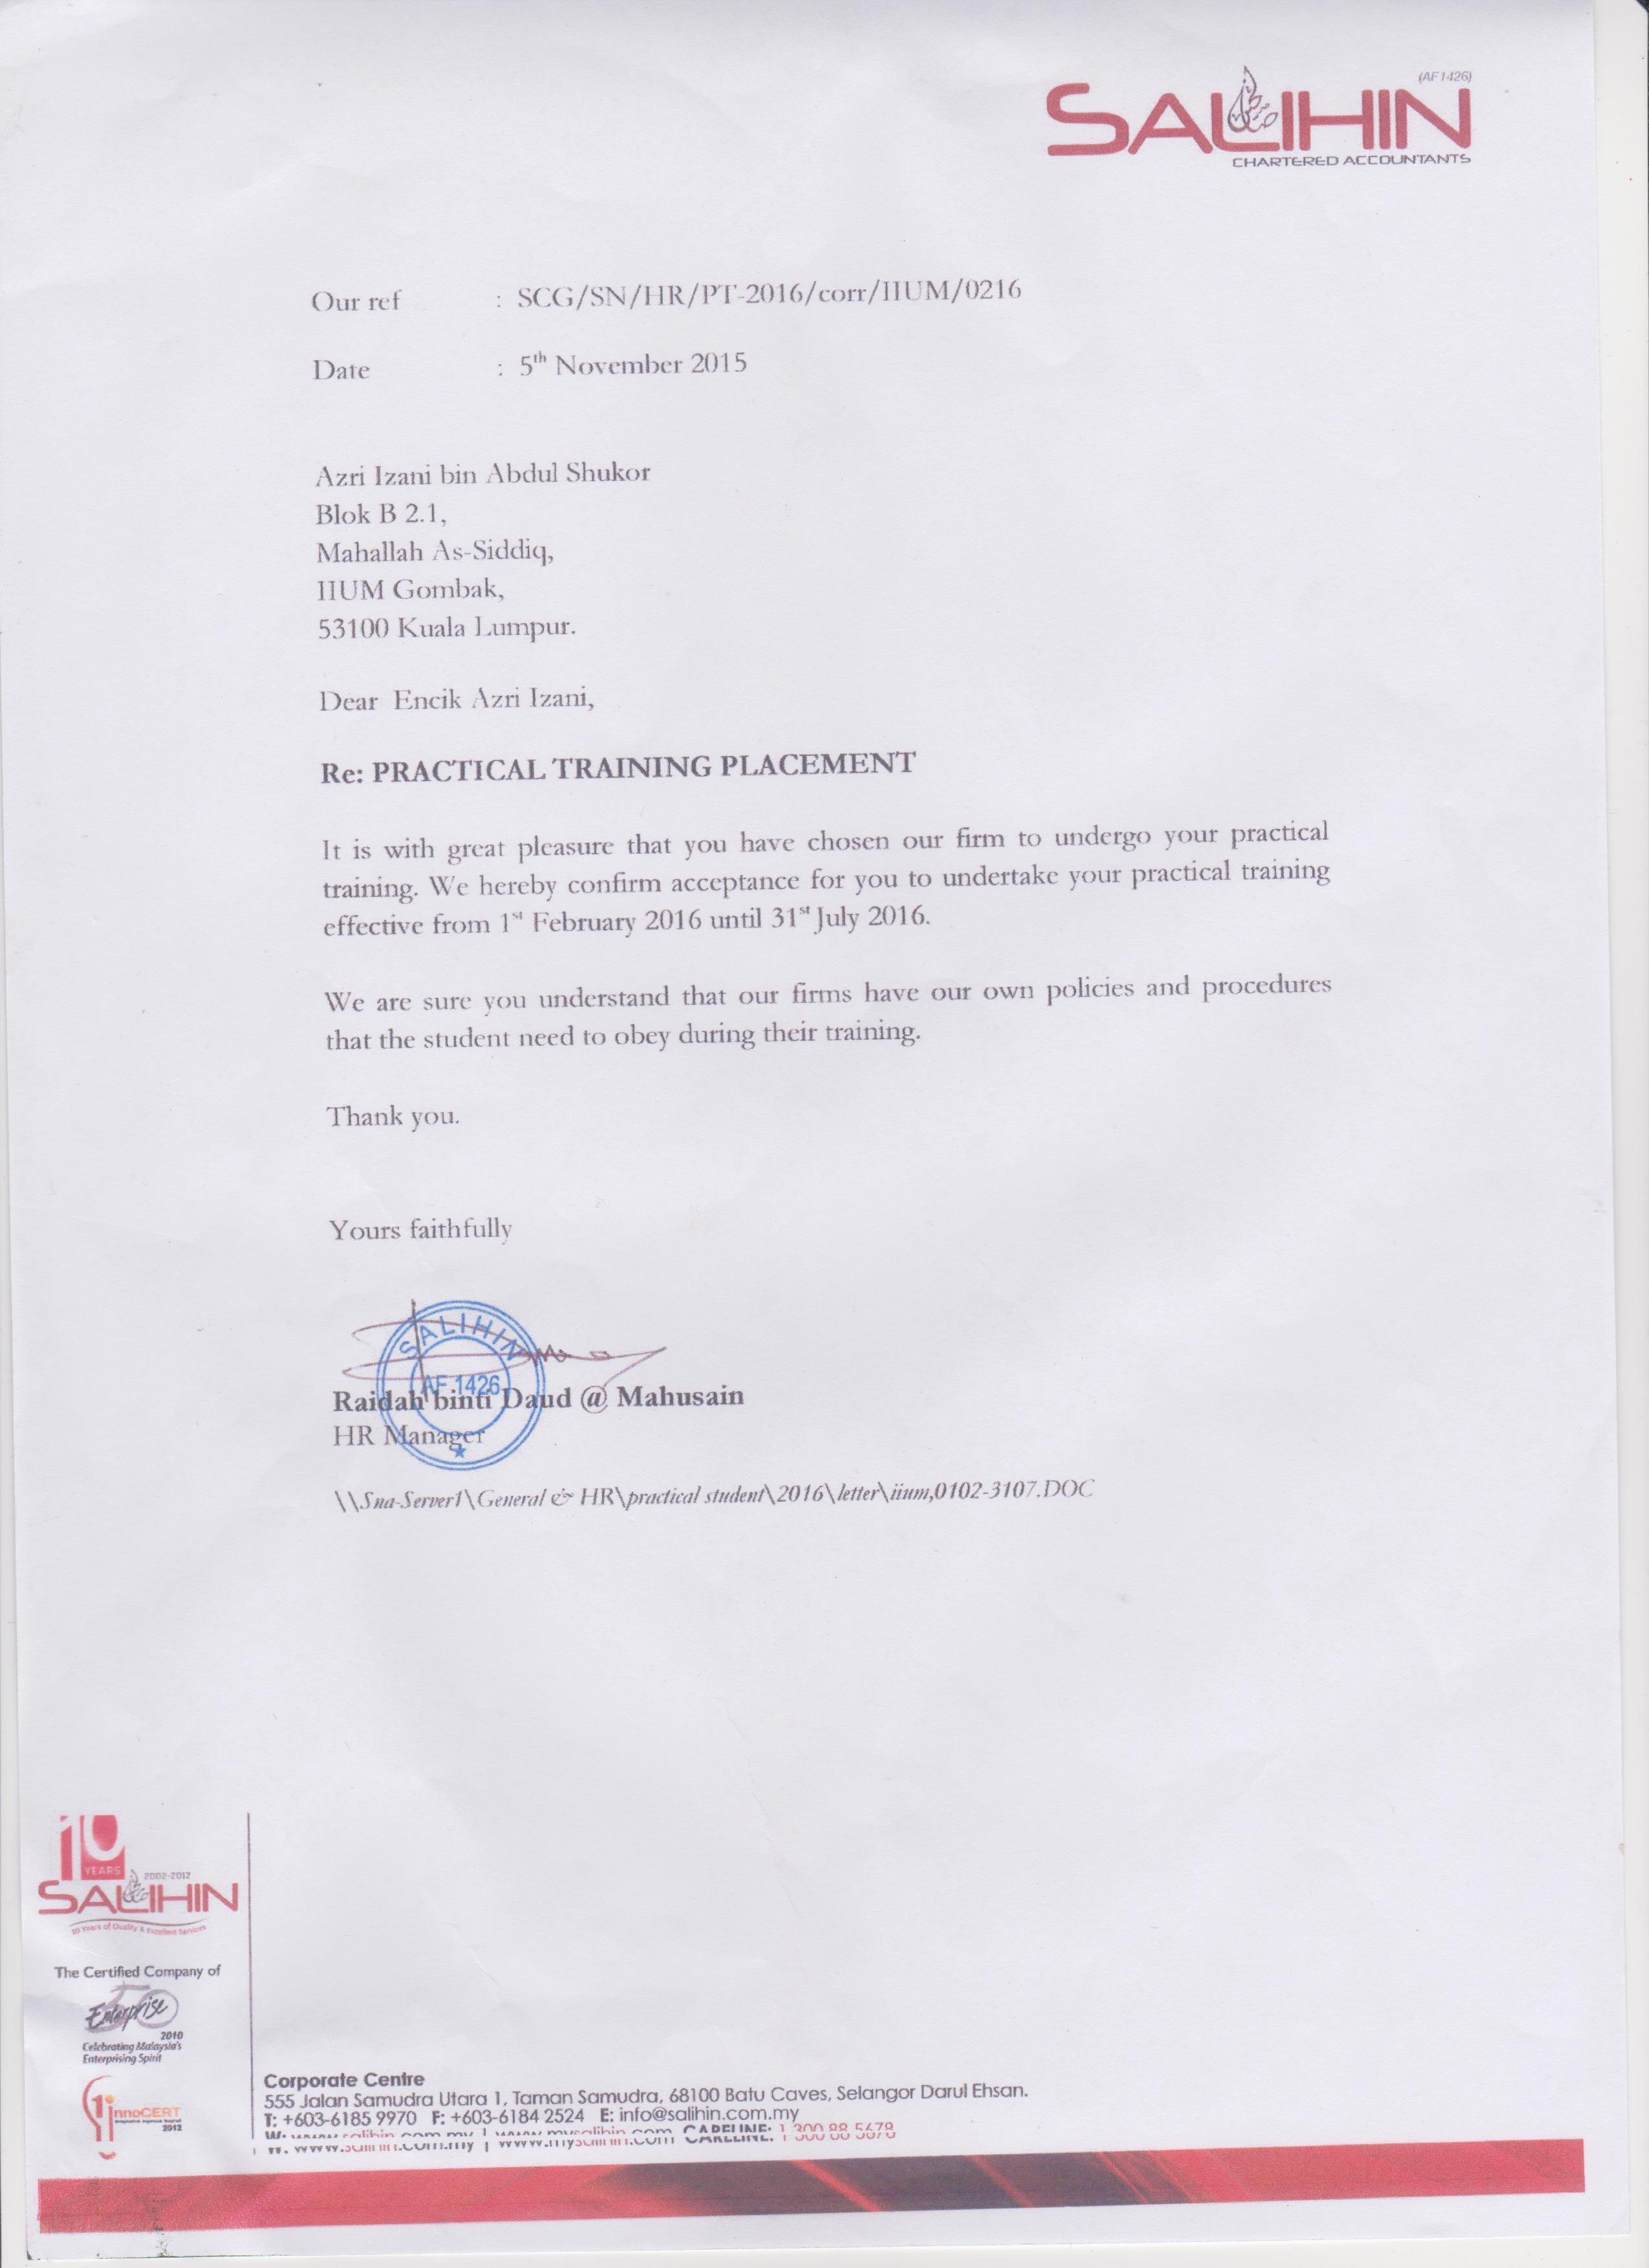 (AF1426)
SALIHIN
CHARTERED ACCOUNTANTS
Our ref : SCG/SN/HR/PT-2016/corr/IIUM/0216
Date : 5th November 2015
Azri Izani bin Abdul Shukor
Blok B 2.1,
Mahallah As-Siddiq,
IIUM Gombak,
53100 Kuala Lumpur.
Dear Encik Azri Izani,
Re: PRACTICAL TRAINING PLACEMENT
It is with great pleasure that you have chosen our firm to undergo your practical
training. We hereby confirm acceptance for you to undertake your practical training
effective from 1st February 2016 until 31st July 2016.
We are sure you understand that our firms have our own policies and procedures
that the student need to obey during their training.
Thank you.
Yours faithfully
SALIHIN
AF 1426
Raidah binti Daud @ Mahusain
HR Manager
\\Sna-Server1\General & HR\practical student\2016\letter\iium,0102-3107.DOC
10
YEARS 2002-2012
SALIHIN
10 Years of Quality & Excellent Services
The Certified Company of
Enterprise 50
2010
Celebrating Malaysia's
Enterprising Spirit
1innoCERT
2012
Corporate Centre
555 Jalan Samudra Utara 1, Taman Samudra, 68100 Batu Caves, Selangor Darul Ehsan.
T: +603-6185 9970 F: +603-6184 2524 E: info@salihin.com.my
W: www.salihin.com.my | www.mysalihin.com CARELINE: 1 300 88 5678